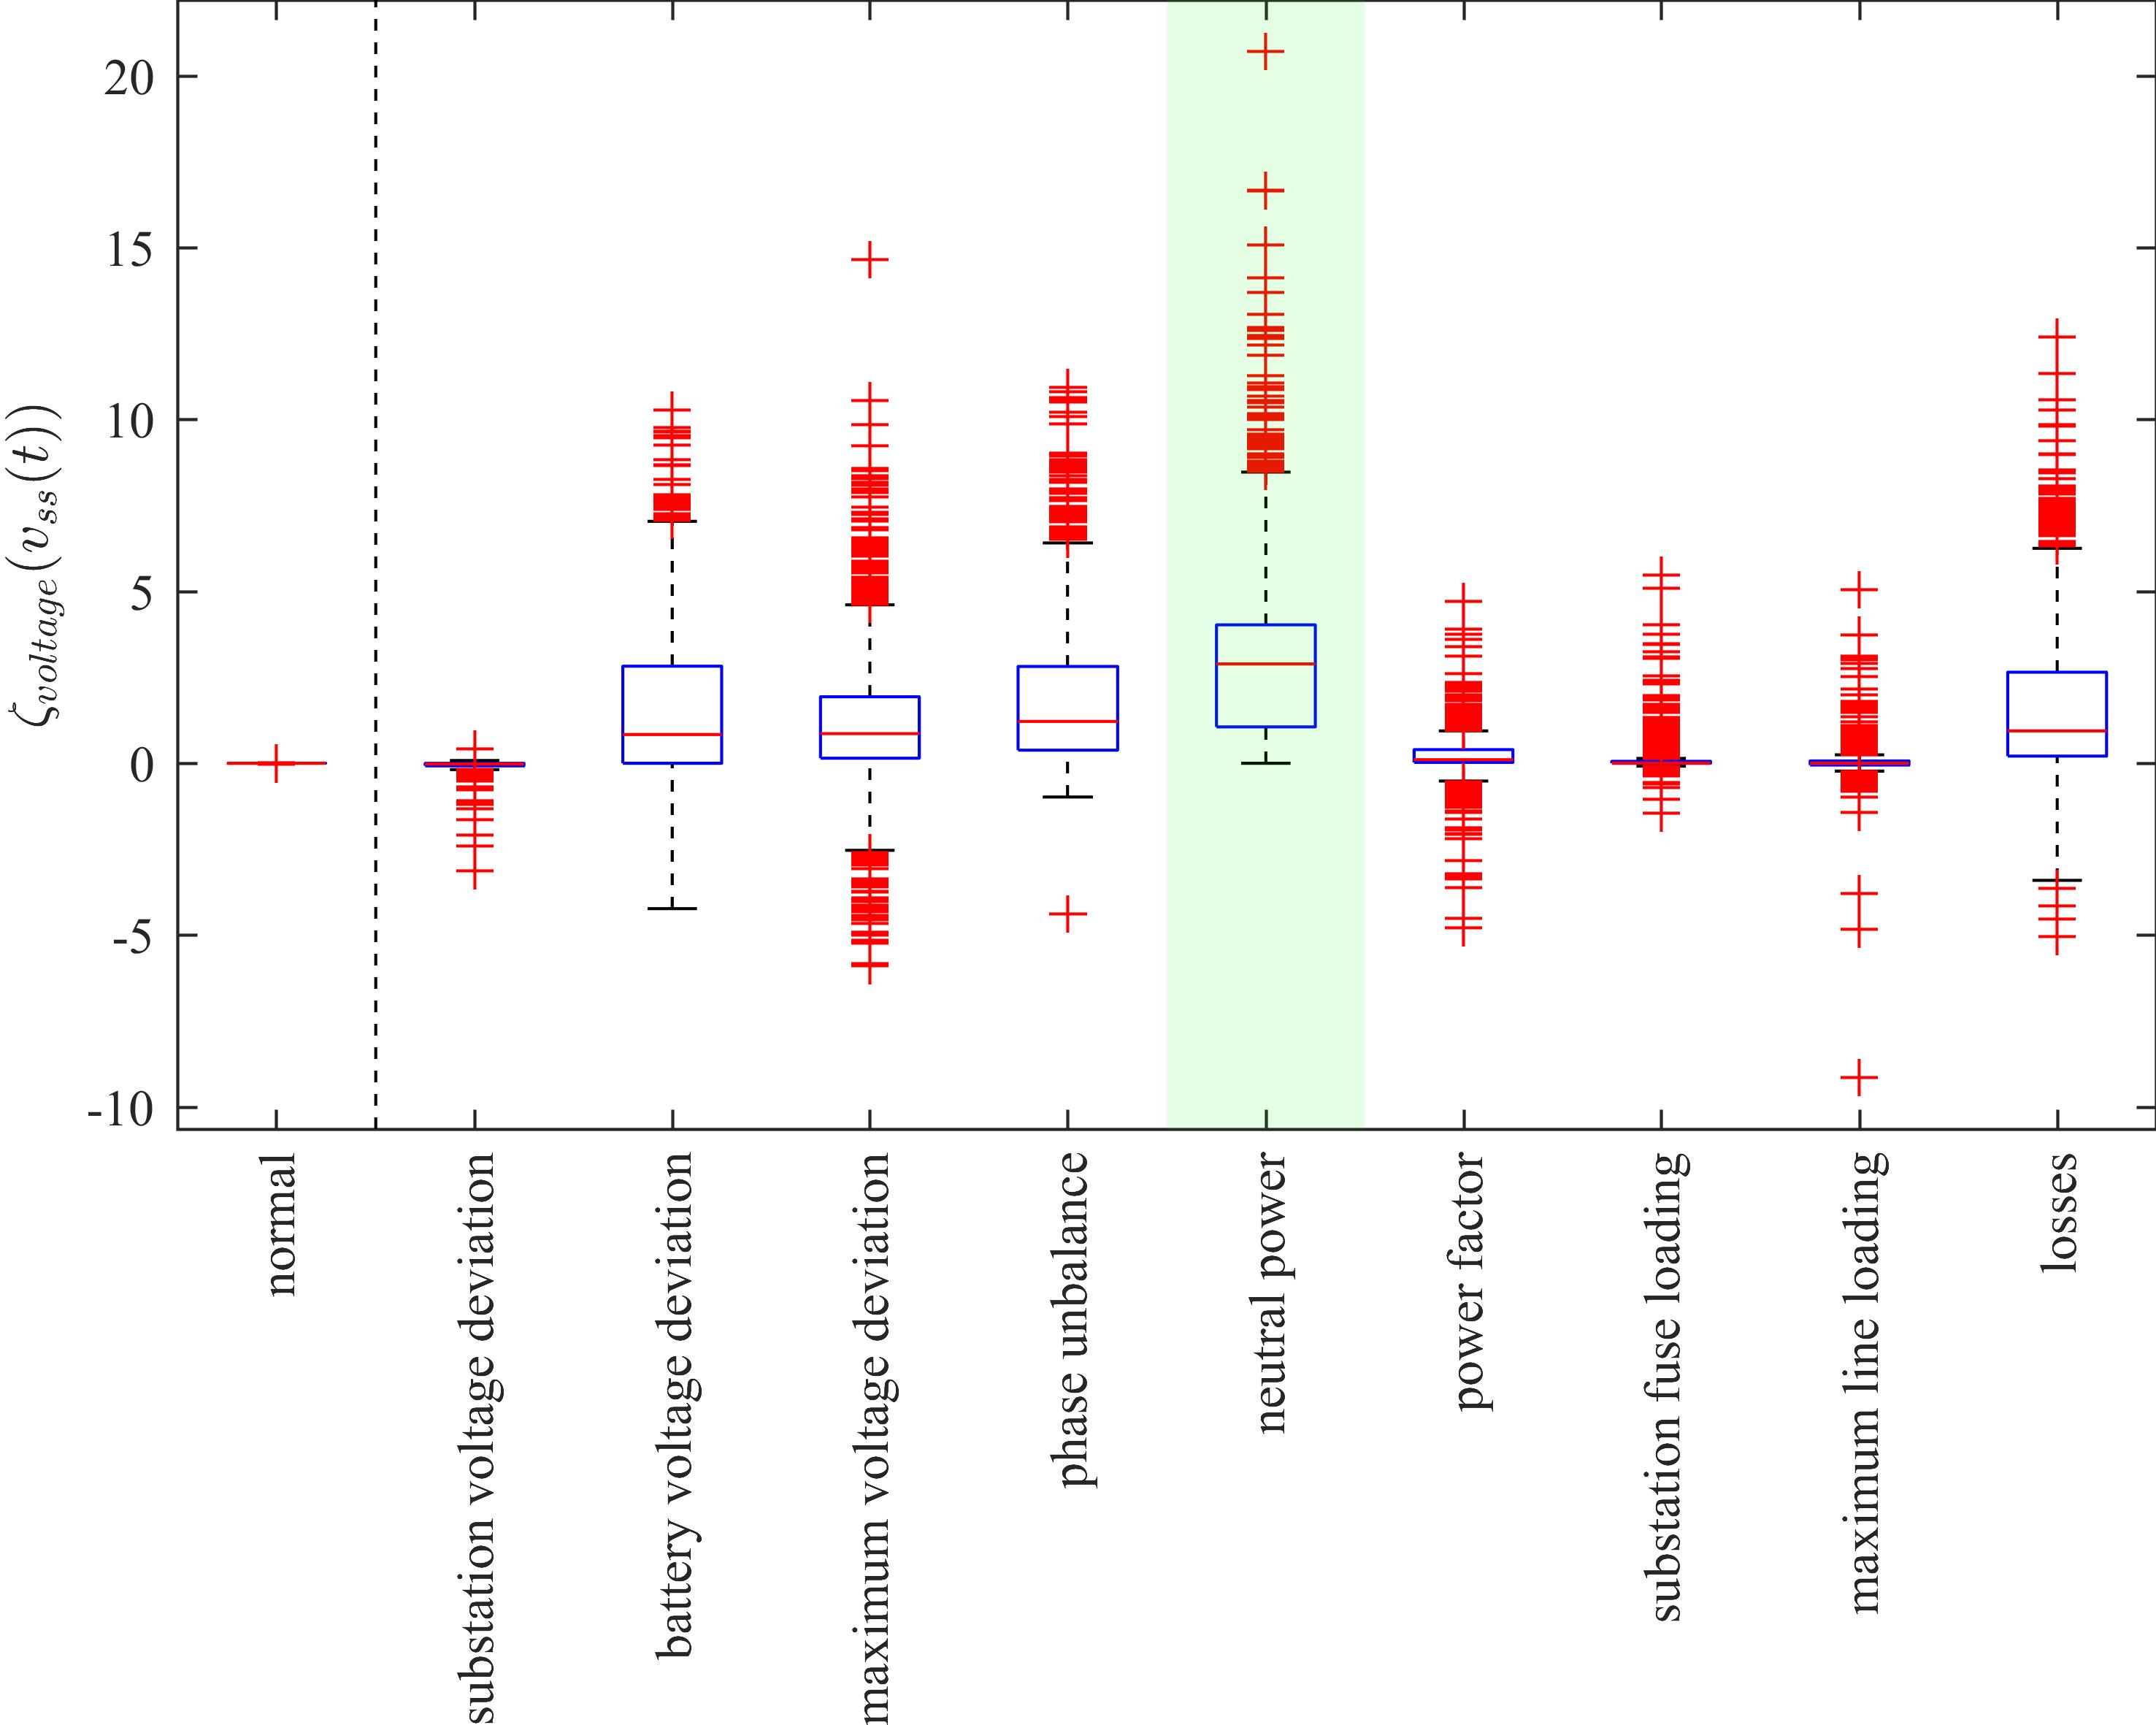 ζvoltage(vss(t))
20
15
10
5
0
-5
-10
normal
substation voltage deviation
battery voltage deviation
maximum voltage deviation
phase unbalance
neutral power
power factor
substation fuse loading
maximum line loading
losses